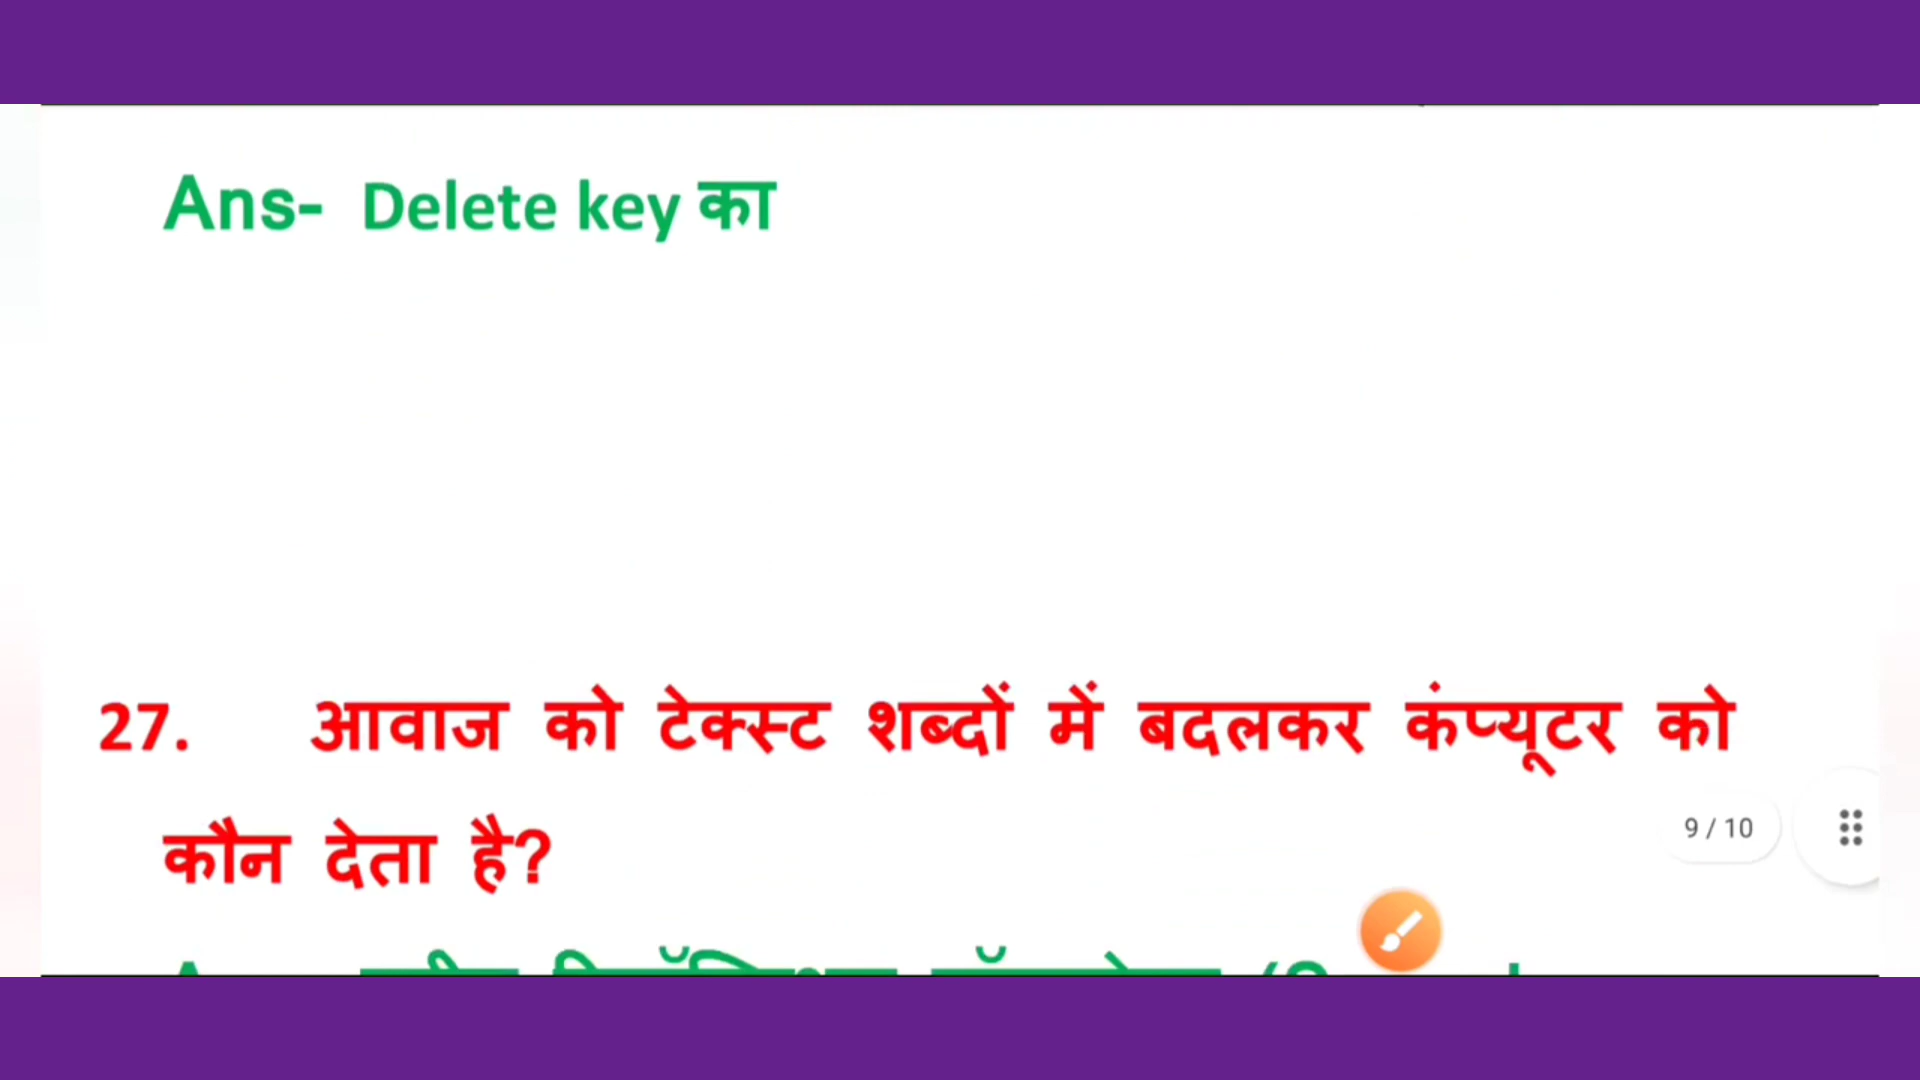 Ans- Delete key का
27. आवाज को टेक्स्ट शब्दों में बदलकर कंप्यूटर को
कौन देता है?
9 / 10